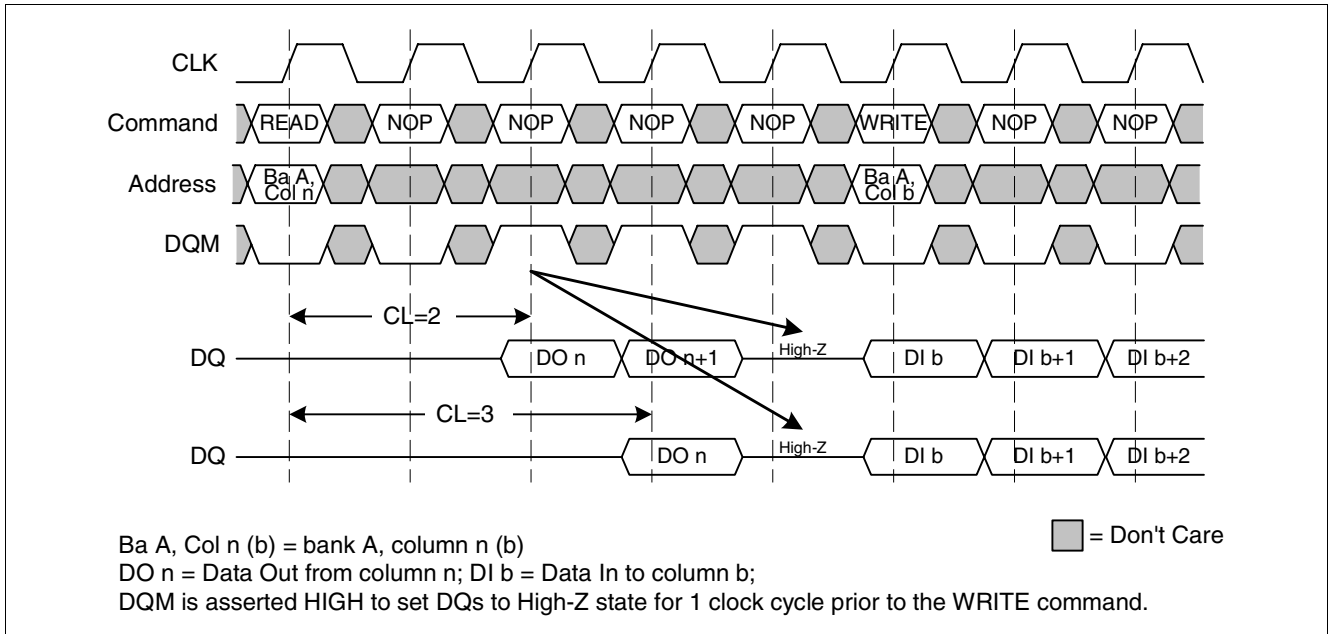 CLK
Command READ NOP NOP NOP NOP WRITE NOP NOP
Address Ba A, Col n Ba A, Col b
DQM
CL=2
DQ DO n DO n+1 High-Z DI b DI b+1 DI b+2
CL=3
DQ DO n High-Z DI b DI b+1 DI b+2
Ba A, Col n (b) = bank A, column n (b)
= Don't Care
DO n = Data Out from column n; DI b = Data In to column b;
DQM is asserted HIGH to set DQs to High-Z state for 1 clock cycle prior to the WRITE command.